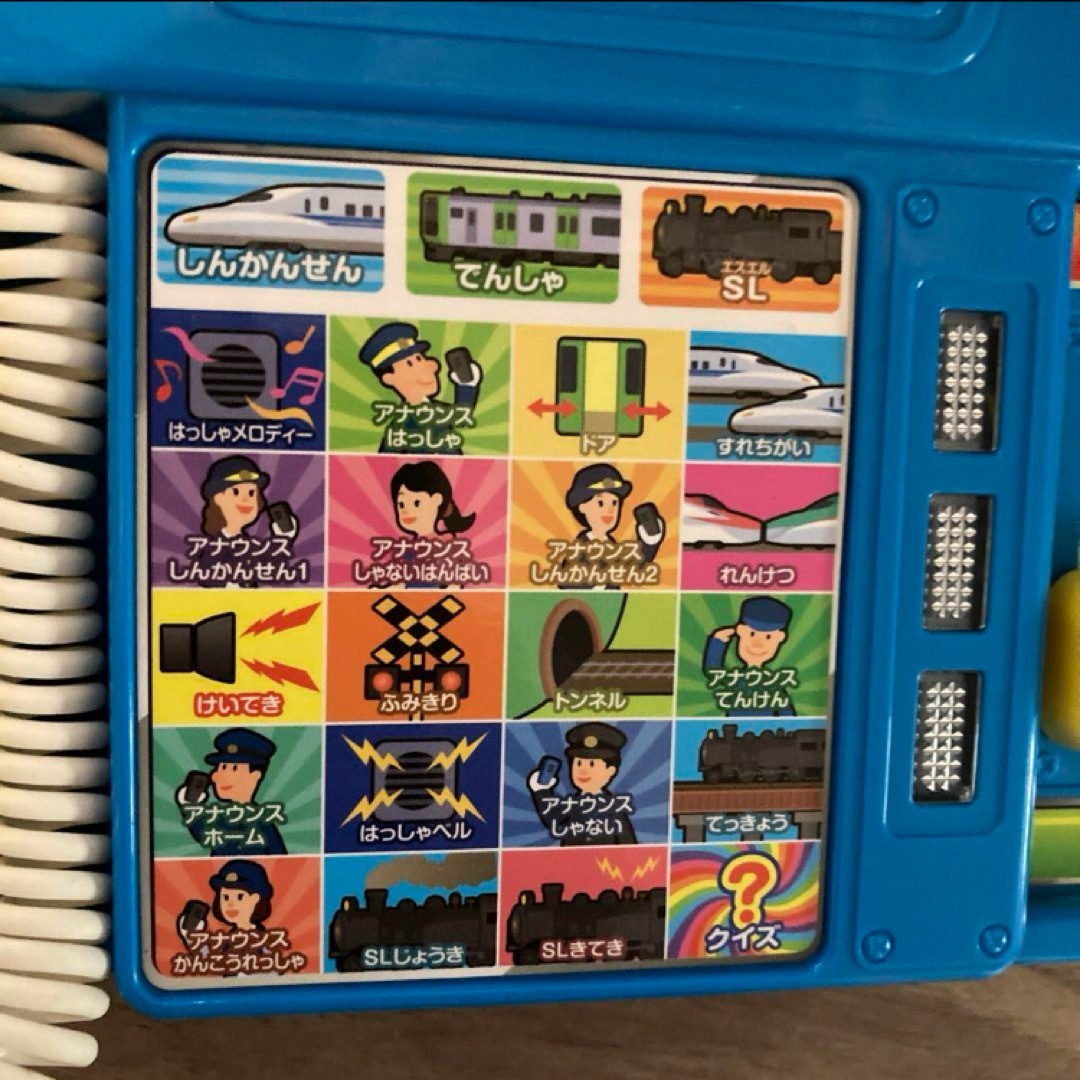 しんかんせん
でんしゃ
エスエル
SL
はっしゃメロディー
アナウンス
はっしゃ
ドア
すれちがい
アナウンス
しんかんせん1
アナウンス
しゃないはんばい
アナウンス
しんかんせん2
れんけつ
けいてき
ふみきり
トンネル
アナウンス
てんけん
アナウンス
ホーム
はっしゃベル
アナウンス
しゃない
てっきょう
アナウンス
かんこうれっしゃ
SLじょうき
SLきてき
?
クイズ